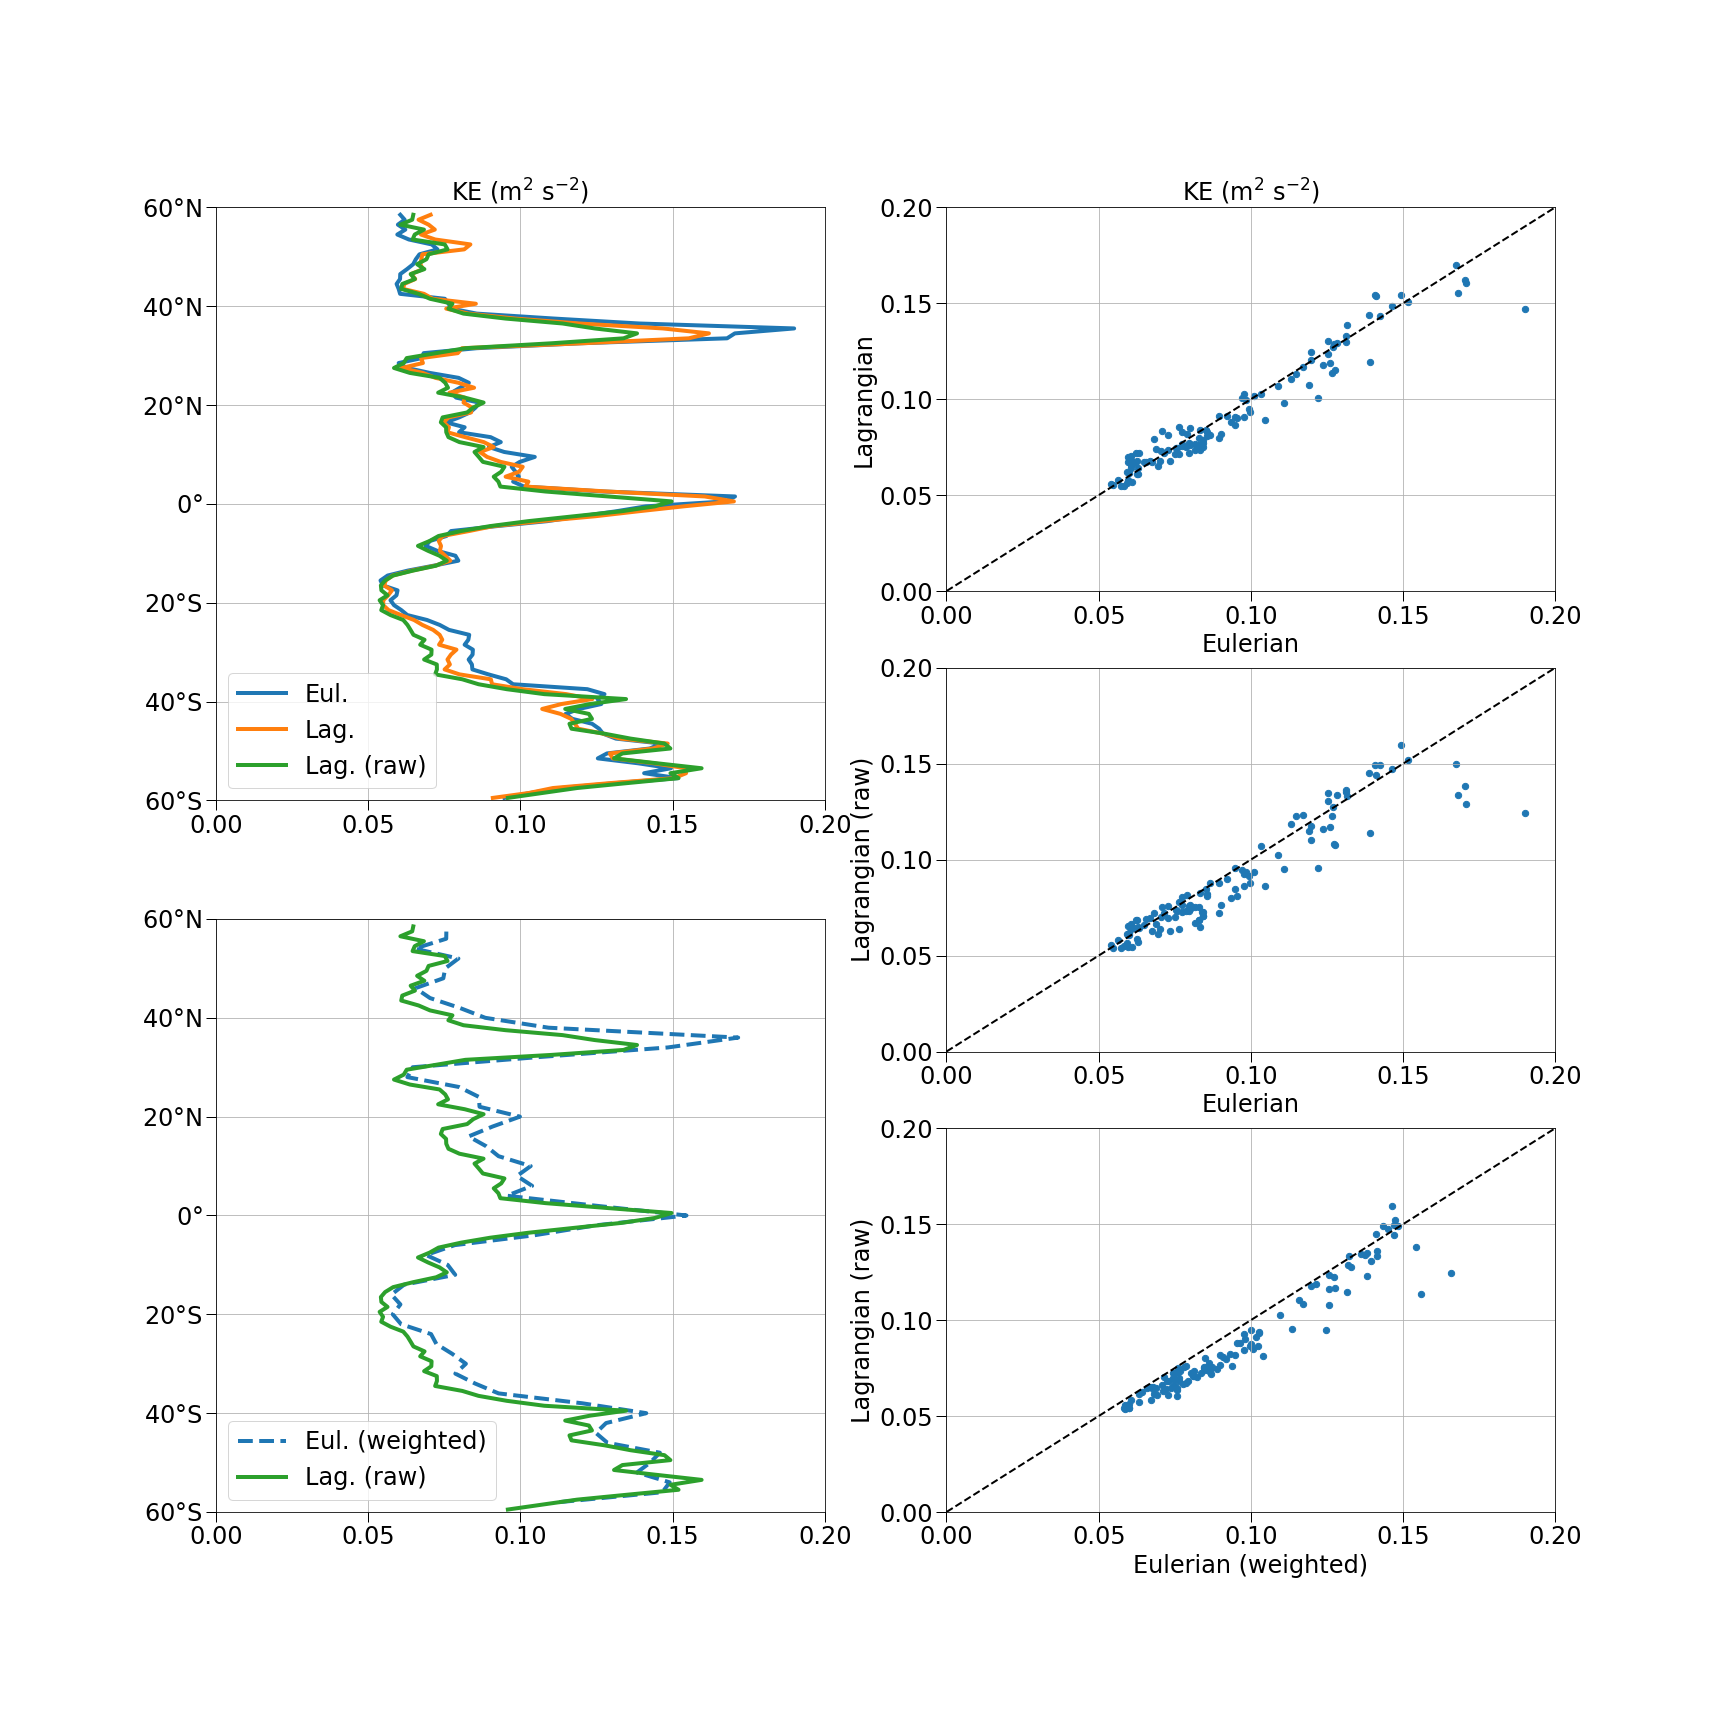 KE (m² s⁻²)
60°N
40°N
20°N
0°
20°S
40°S
60°S
0.00 0.05 0.10 0.15 0.20
Eul.
Lag.
Lag. (raw)
60°N
40°N
20°N
0°
20°S
40°S
60°S
0.00 0.05 0.10 0.15 0.20
Eul. (weighted)
Lag. (raw)
KE (m² s⁻²)
0.20
0.15
0.10
0.05
0.00
0.00 0.05 0.10 0.15 0.20
Lagrangian
Eulerian
0.20
0.15
0.10
0.05
0.00
0.00 0.05 0.10 0.15 0.20
Lagrangian (raw)
Eulerian
0.20
0.15
0.10
0.05
0.00
0.00 0.05 0.10 0.15 0.20
Lagrangian (raw)
Eulerian (weighted)